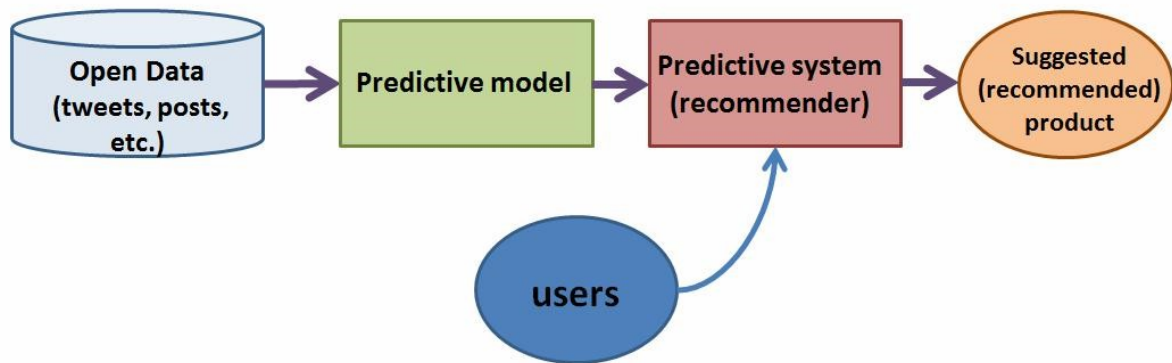 Open Data
(tweets, posts,
etc.)
Predictive model
Predictive system
(recommender)
Suggested
(recommended)
product
users